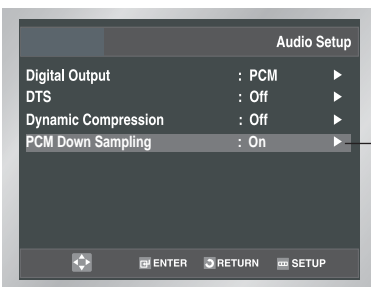 Audio Setup
Digital Output : PCM
DTS : Off
Dynamic Compression : Off
PCM Down Sampling : On
ENTER RETURN SETUP